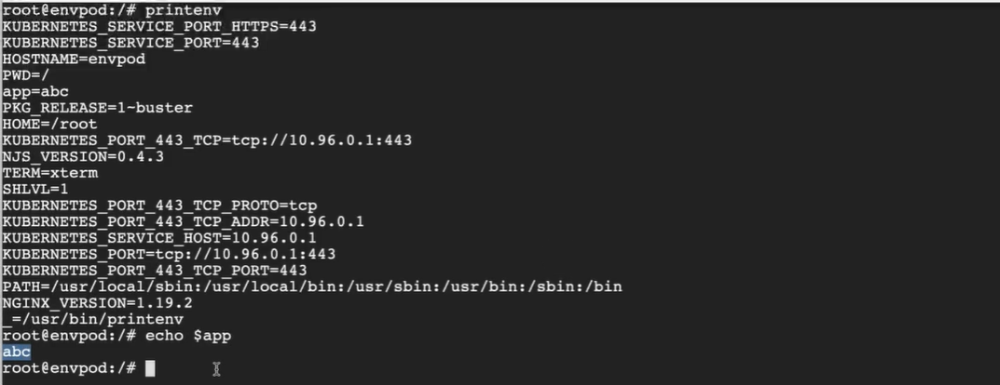 root@envpod:/# printenv
KUBERNETES_SERVICE_PORT_HTTPS=443
KUBERNETES_SERVICE_PORT=443
HOSTNAME=envpod
PWD=/
app=abc
PKG_RELEASE=1~buster
HOME=/root
KUBERNETES_PORT_443_TCP=tcp://10.96.0.1:443
NJS_VERSION=0.4.3
TERM=xterm
SHLVL=1
KUBERNETES_PORT_443_TCP_PROTO=tcp
KUBERNETES_PORT_443_TCP_ADDR=10.96.0.1
KUBERNETES_SERVICE_HOST=10.96.0.1
KUBERNETES_PORT=tcp://10.96.0.1:443
KUBERNETES_PORT_443_TCP_PORT=443
PATH=/usr/local/sbin:/usr/local/bin:/usr/sbin:/usr/bin:/sbin:/bin
NGINX_VERSION=1.19.2
_=/usr/bin/printenv
root@envpod:/# echo $app
abc
root@envpod:/#